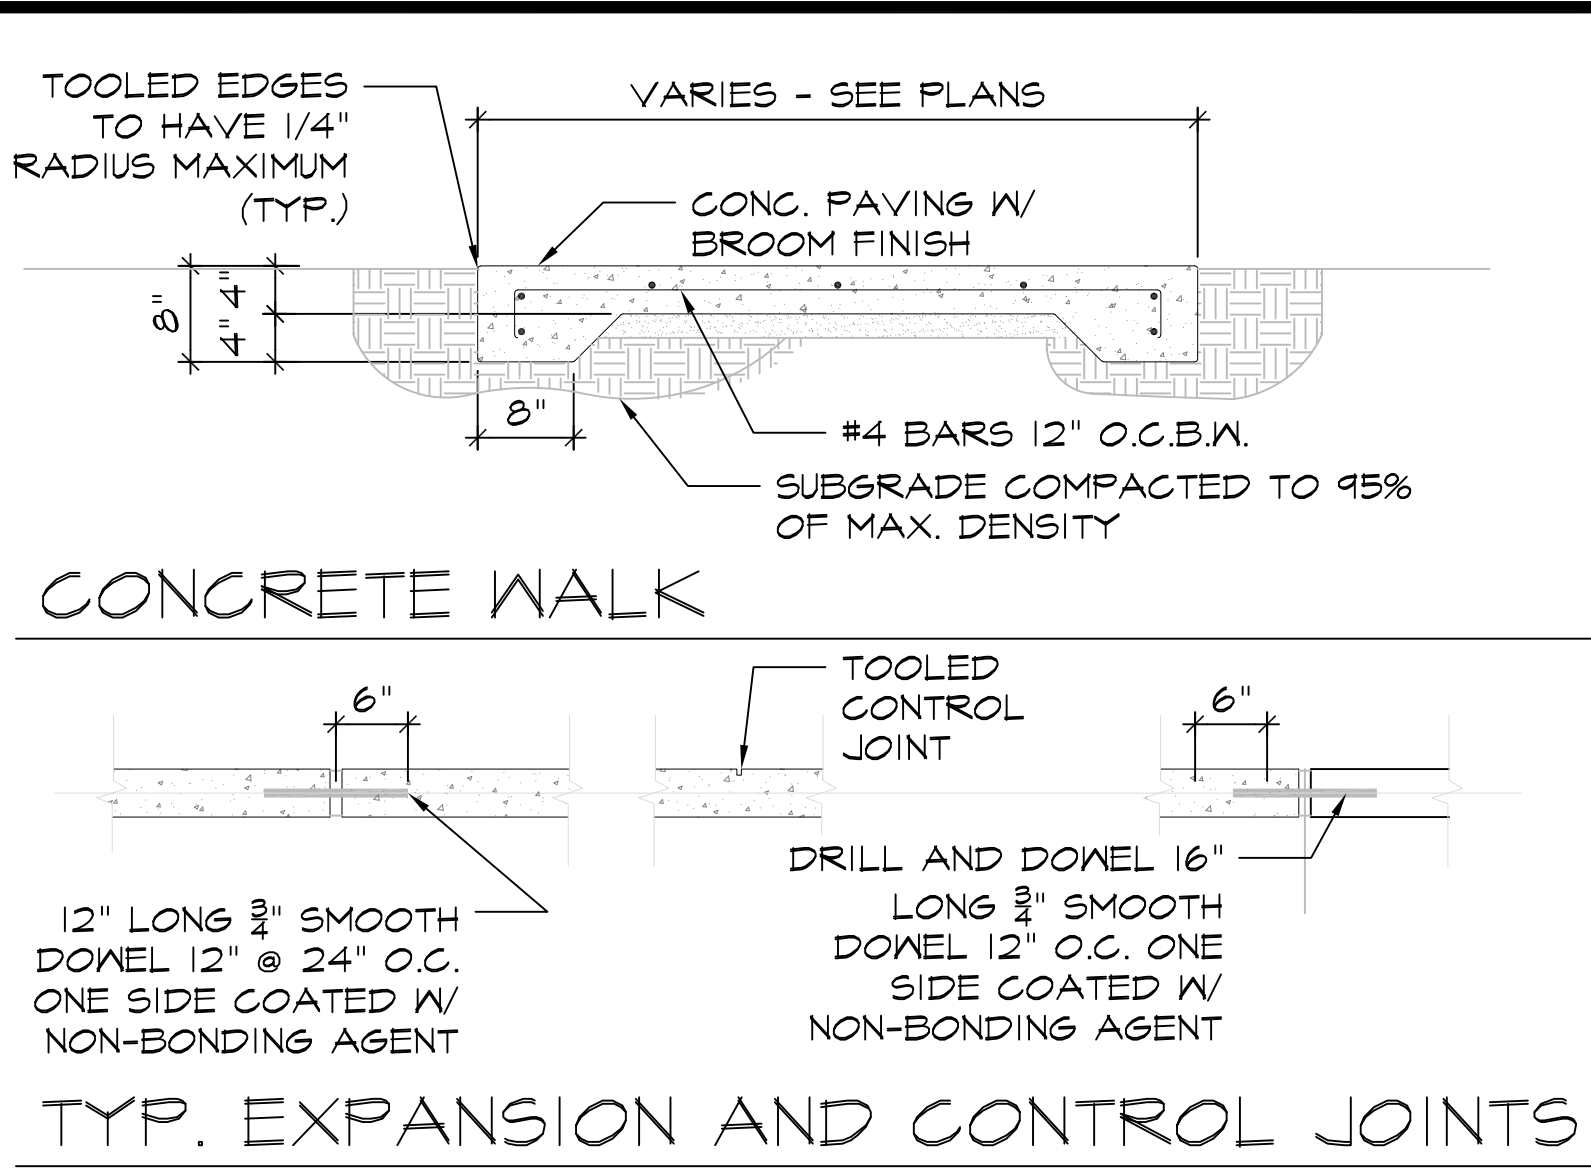 TOOLED EDGES
TO HAVE 1/4"
RADIUS MAXIMUM
(TYP.)
VARIES - SEE PLANS
CONC. PAVING W/
BROOM FINISH
8"
4"
4"
8"
#4 BARS 12" O.C.B.W.
SUBGRADE COMPACTED TO 95%
OF MAX. DENSITY
CONCRETE WALK
6"
TOOLED
CONTROL
JOINT
6"
12" LONG 3/4" SMOOTH
DOWEL 12" @ 24" O.C.
ONE SIDE COATED W/
NON-BONDING AGENT
DRILL AND DOWEL 16"
LONG 3/4" SMOOTH
DOWEL 12" O.C. ONE
SIDE COATED W/
NON-BONDING AGENT
TYP. EXPANSION AND CONTROL JOINTS